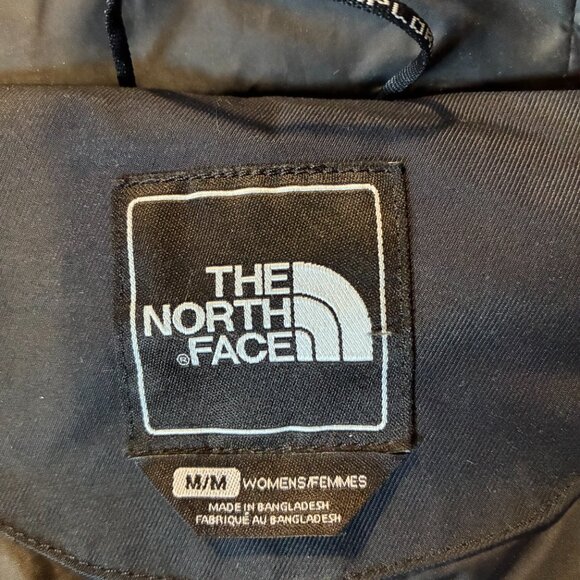 THE
NORTH
®FACE
M/M WOMENS/FEMMES
MADE IN BANGLADESH
FABRIQUÉ AU BANGLADESH